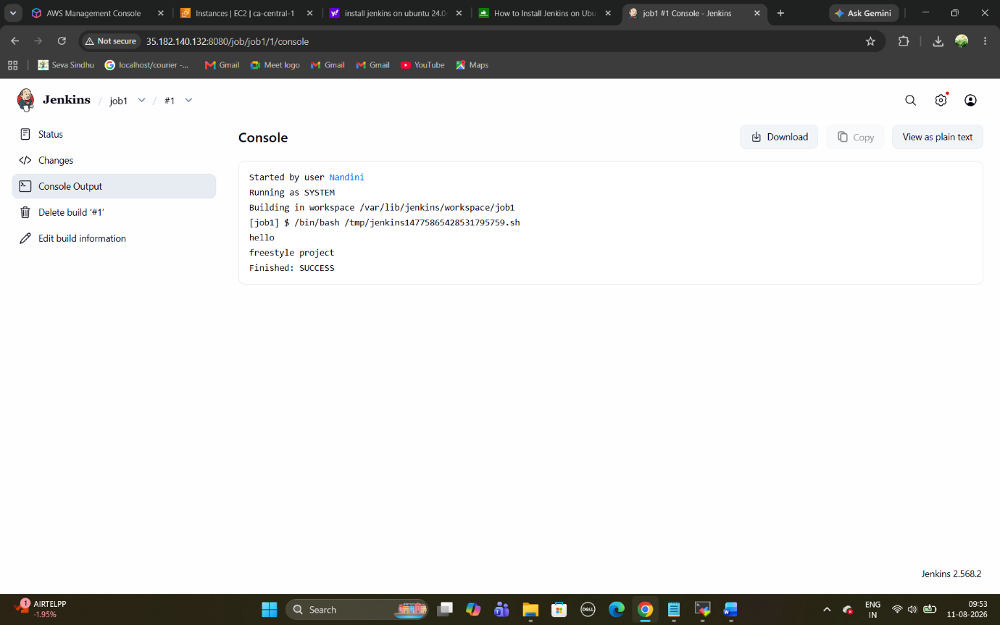 AWS Management Console
Instances | EC2 | ca-central-1
install jenkins on ubuntu 24.0
How to Install Jenkins on Ubu
job1 #1 Console - Jenkins
Ask Gemini
Not secure
35.182.140.132:8080/job/job1/1/console
Seva Sindhu
localhost/courier -...
Gmail
Meet logo
Gmail
Gmail
YouTube
Maps
Jenkins / job1 / #1
Status
Changes
Console Output
Delete build ‘#1’
Edit build information
Console
Download
Copy
View as plain text
Started by user Nandini
Running as SYSTEM
Building in workspace /var/lib/jenkins/workspace/job1
[job1] $ /bin/bash /tmp/jenkins14775865428531795759.sh
hello
freestyle project
Finished: SUCCESS
Jenkins 2.568.2
1
AIRTELPP
-1.95%
Search
DELL
ENG
IN
09:53
11-08-2026